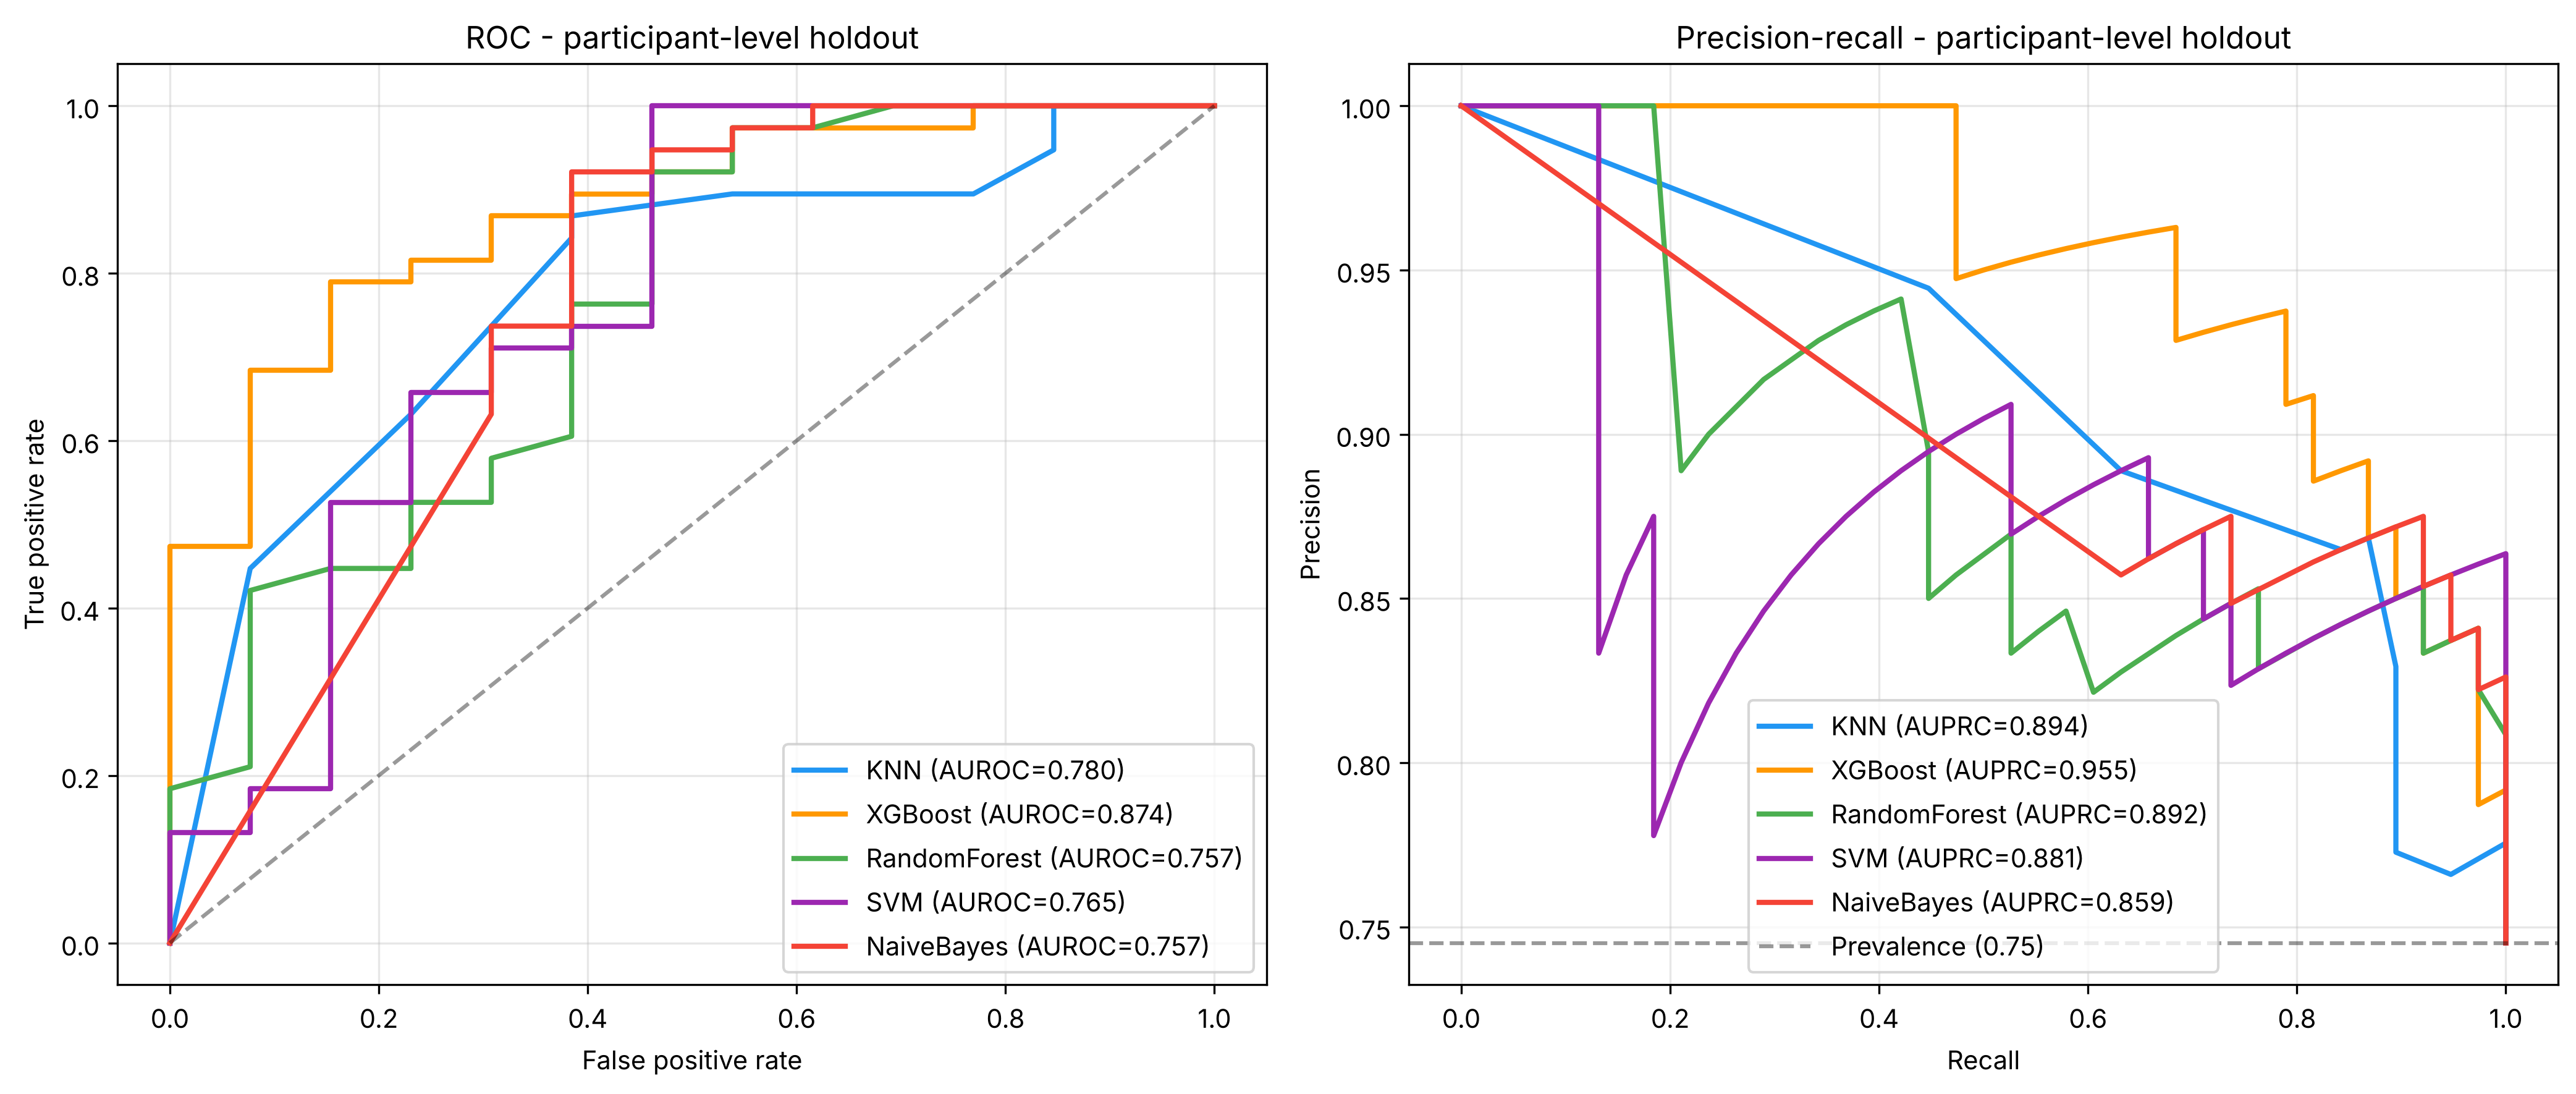 ROC - participant-level holdout
True positive rate
1.0
0.8
0.6
0.4
0.2
0.0
KNN (AUROC=0.780)
XGBoost (AUROC=0.874)
RandomForest (AUROC=0.757)
SVM (AUROC=0.765)
NaiveBayes (AUROC=0.757)
0.0 0.2 0.4 0.6 0.8 1.0
False positive rate
Precision-recall - participant-level holdout
Precision
1.00
0.95
0.90
0.85
0.80
0.75
KNN (AUPRC=0.894)
XGBoost (AUPRC=0.955)
RandomForest (AUPRC=0.892)
SVM (AUPRC=0.881)
NaiveBayes (AUPRC=0.859)
Prevalence (0.75)
0.0 0.2 0.4 0.6 0.8 1.0
Recall